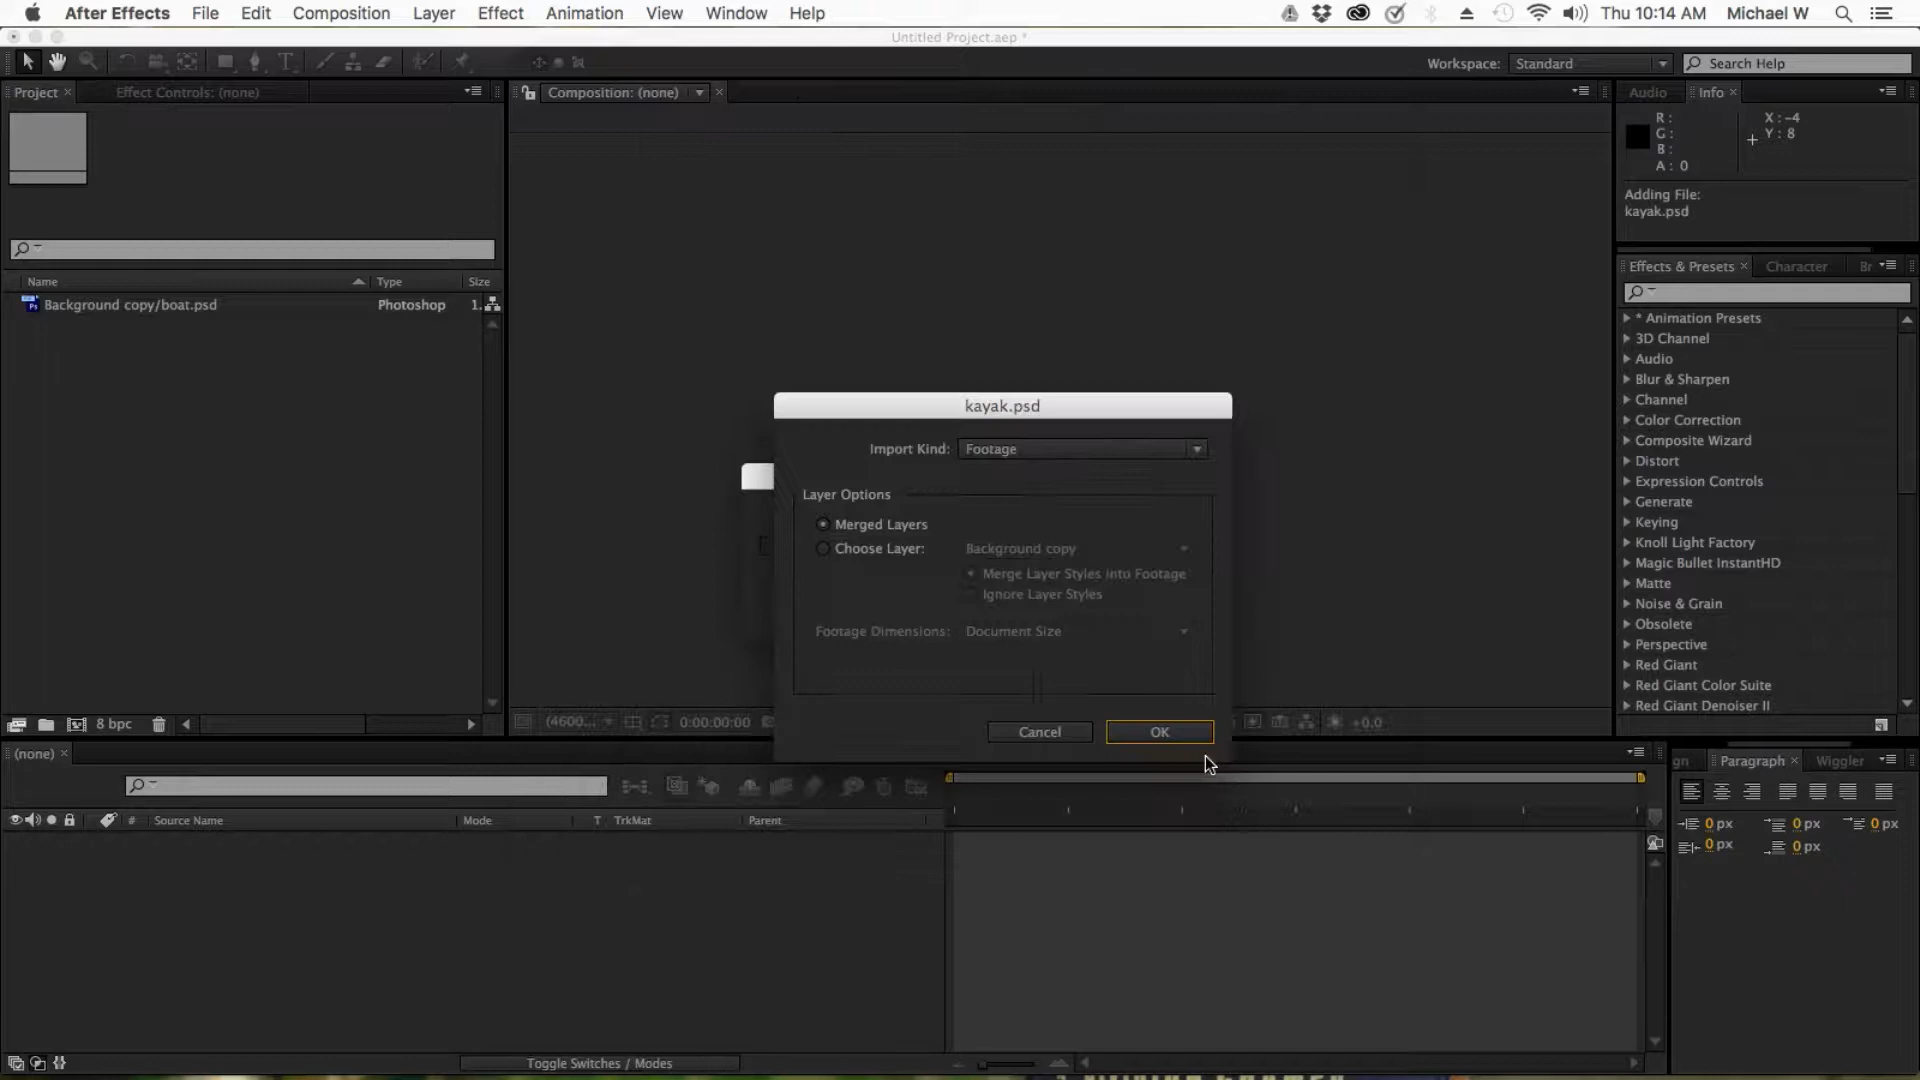 After Effects File Edit Composition Layer Effect Animation View Window Help Thu 10:14 AM Michael W
Untitled Project.aep *
Workspace: Standard Search Help
Project × Effect Controls: (none)
Composition: (none) ×
Audio Info ×
R :
G :
B :
A : 0
X : -4
Y : 8
Adding File:
kayak.psd
Name Type Size
Background copy/boat.psd Photoshop 1.
Effects & Presets × Character Br
* Animation Presets
3D Channel
Audio
Blur & Sharpen
Channel
Color Correction
Composite Wizard
Distort
Expression Controls
Generate
Keying
Knoll Light Factory
Magic Bullet InstantHD
Matte
Noise & Grain
Obsolete
Perspective
Red Giant
Red Giant Color Suite
Red Giant Denoiser II
kayak.psd
Import Kind: Footage
Layer Options
Merged Layers
Choose Layer: Background copy
Merge Layer Styles into Footage
Ignore Layer Styles
Footage Dimensions: Document Size
Cancel OK
8 bpc
(4600... 0:00:00:00 +0.0
(none) ×
# Source Name Mode T TrkMat Parent
gn Paragraph × Wiggler
0 px 0 px 0 px
0 px 0 px
Toggle Switches / Modes